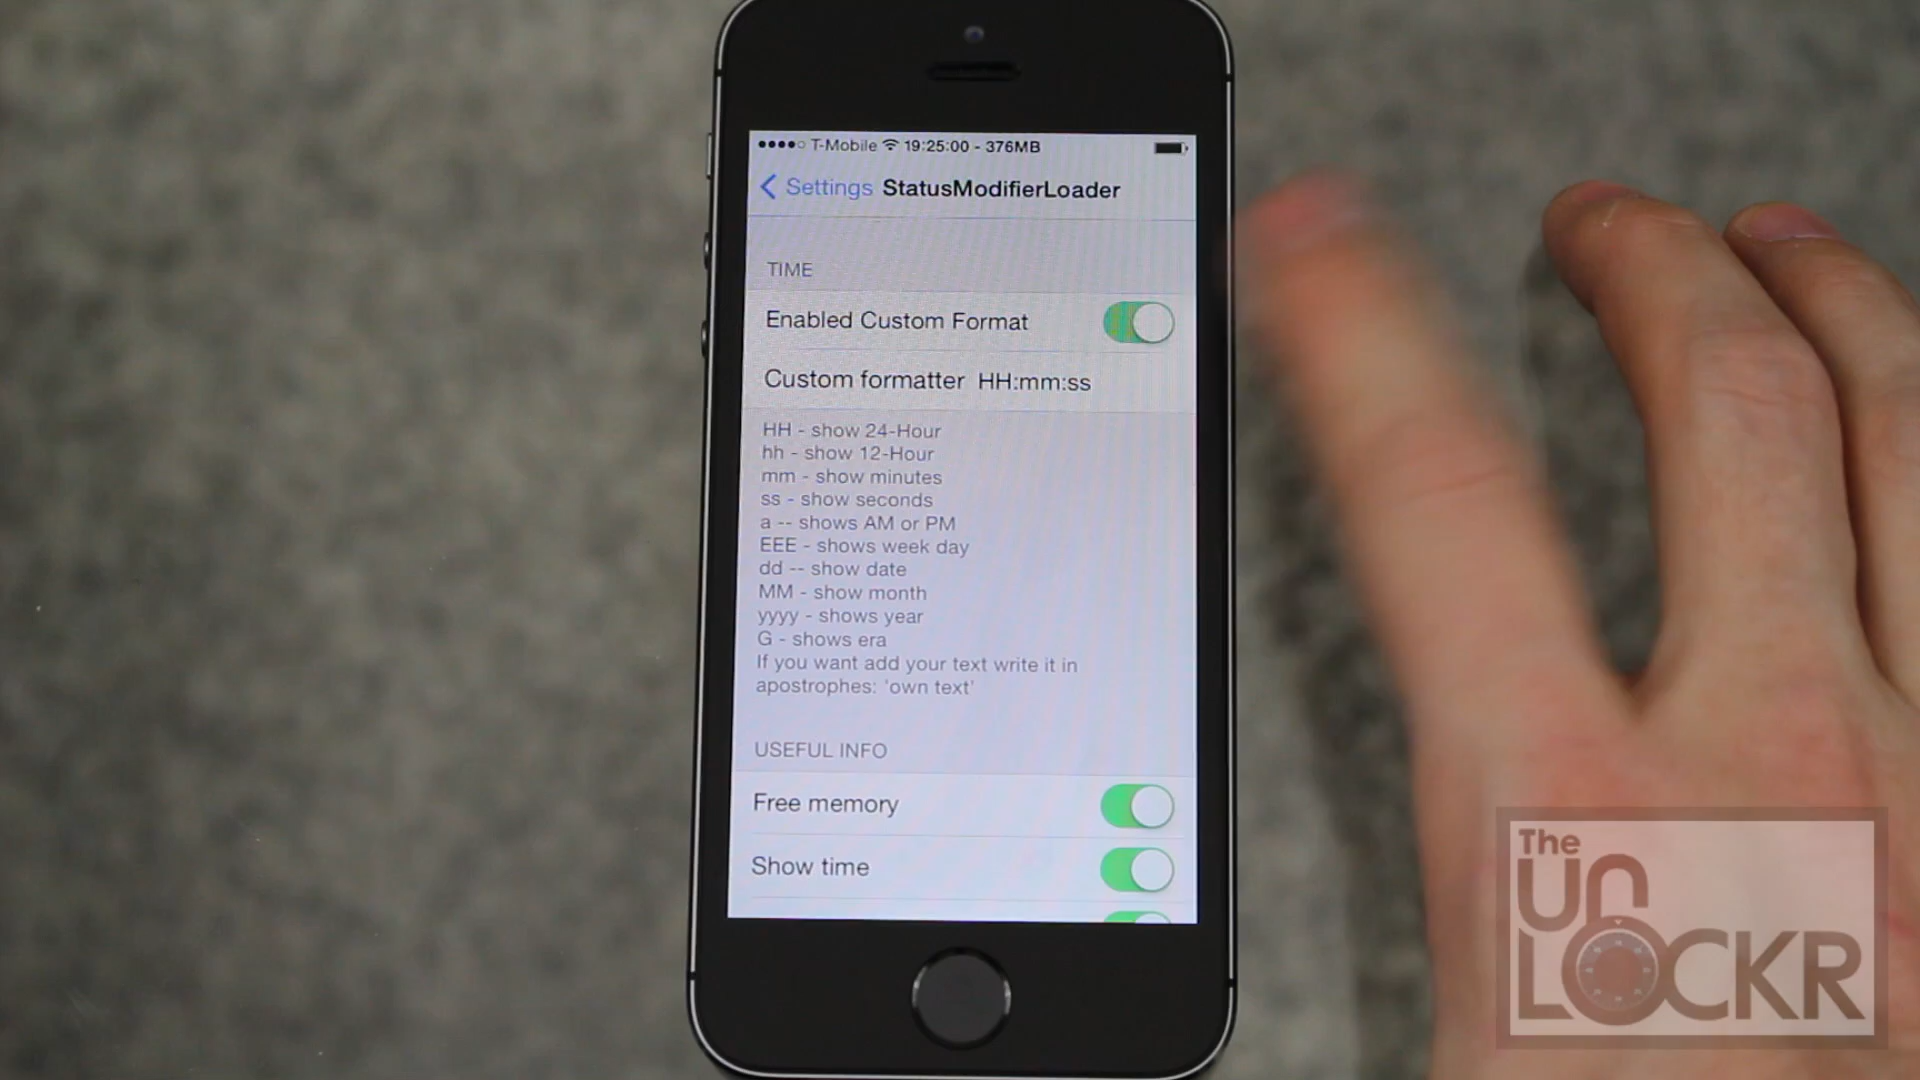 T-Mobile 19:25:00 - 376MB
Settings StatusModifierLoader
TIME
Enabled Custom Format
Custom formatter HH:mm:ss
HH - show 24-Hour
hh - show 12-Hour
mm - show minutes
ss - show seconds
a -- shows AM or PM
EEE - shows week day
dd -- show date
MM - show month
yyyy - shows year
G - shows era
If you want add your text write it in
apostrophes: 'own text'
USEFUL INFO
Free memory
Show time
The
UnLOCKR